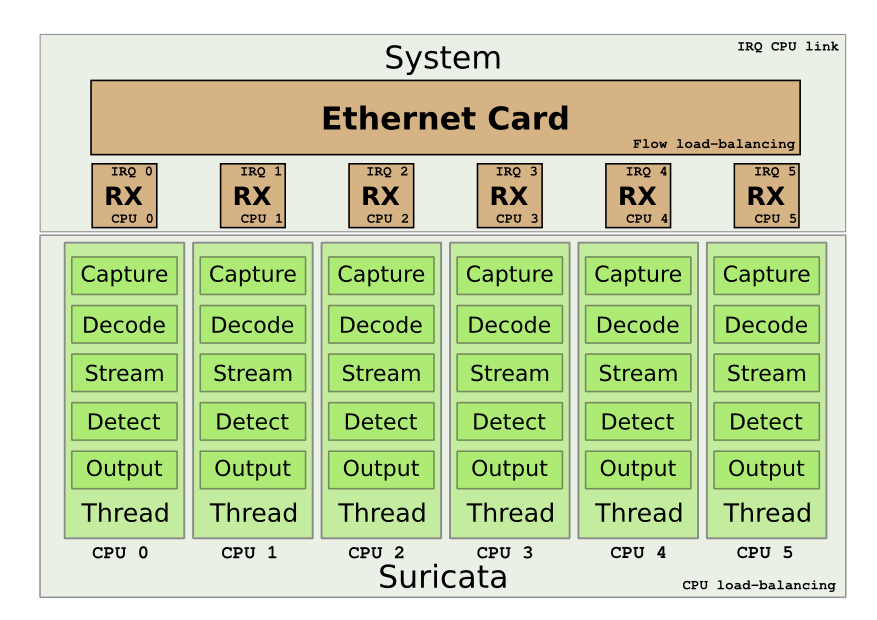 IRQ CPU link
System
Ethernet Card
Flow load-balancing
IRQ 0 IRQ 1 IRQ 2 IRQ 3 IRQ 4 IRQ 5
RX RX RX RX RX RX
CPU 0 CPU 1 CPU 2 CPU 3 CPU 4 CPU 5
Capture Capture Capture Capture Capture Capture
Decode Decode Decode Decode Decode Decode
Stream Stream Stream Stream Stream Stream
Detect Detect Detect Detect Detect Detect
Output Output Output Output Output Output
Thread Thread Thread Thread Thread Thread
CPU 0 CPU 1 CPU 2 CPU 3 CPU 4 CPU 5
Suricata
CPU load-balancing